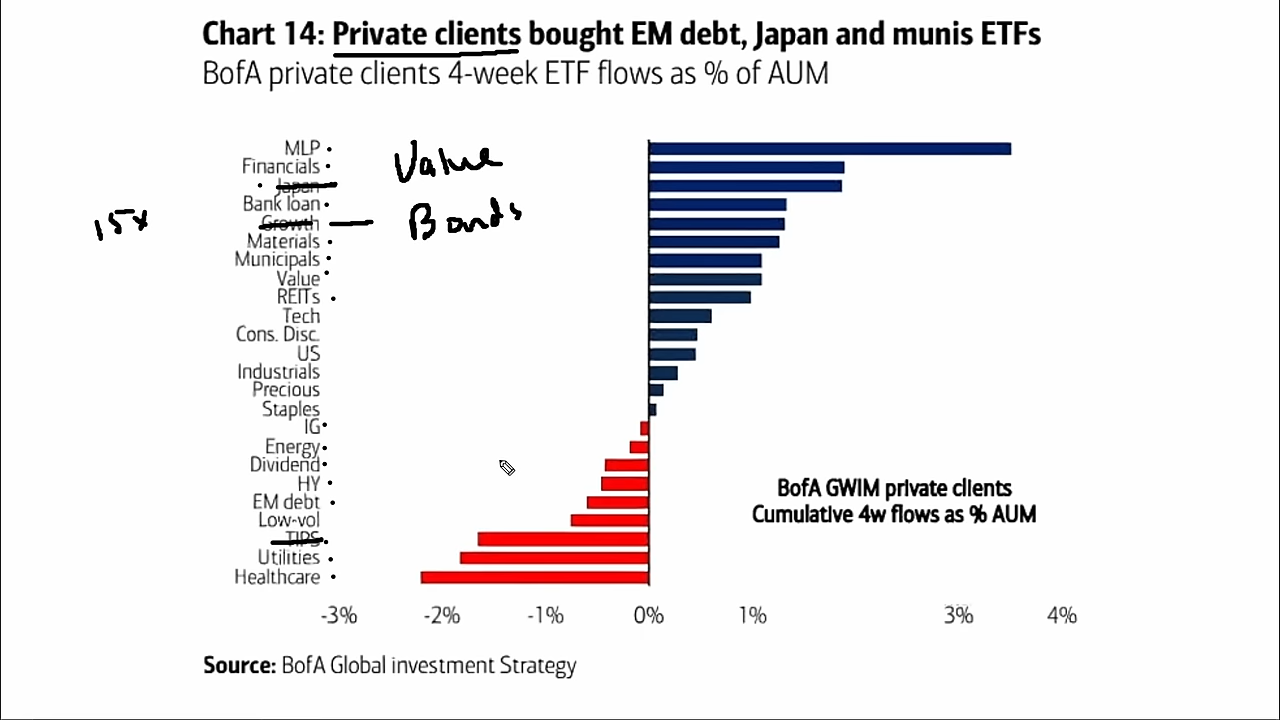 Chart 14: Private clients bought EM debt, Japan and munis ETFs
BofA private clients 4-week ETF flows as % of AUM
MLP
Financials
Japan
Bank loan
Growth
Materials
Municipals
Value
REITs
Tech
Cons. Disc.
US
Industrials
Precious
Staples
IG
Energy
Dividend
HY
EM debt
Low-vol
TIPS
Utilities
Healthcare
Value
Bonds
15x
BofA GWIM private clients
Cumulative 4w flows as % AUM
-3% -2% -1% 0% 1% 3% 4%
Source: BofA Global investment Strategy